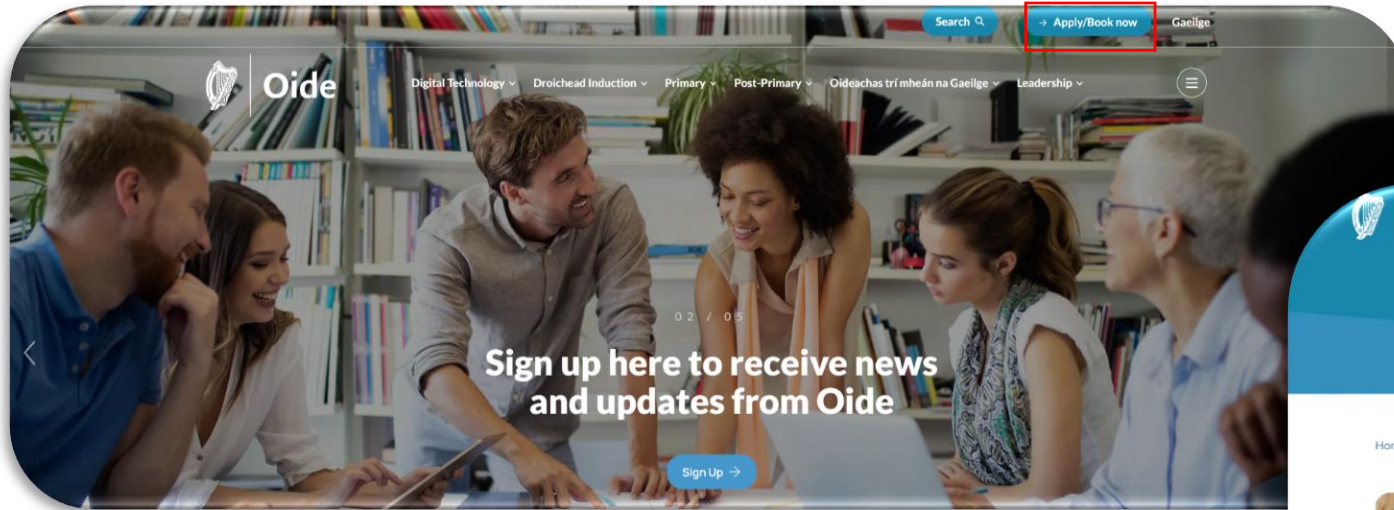 Search
→ Apply/Book now
Gaeilge
Oide
Digital Technology
Droichead Induction
Primary
Post-Primary
Oideachas trí mheán na Gaeilge
Leadership
02 / 05
Sign up here to receive news
and updates from Oide
Sign Up →